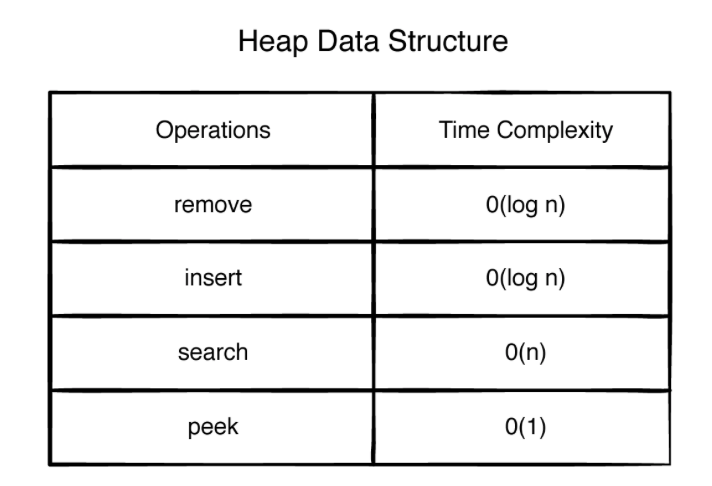 Heap Data Structure
Operations Time Complexity
remove 0(log n)
insert 0(log n)
search 0(n)
peek 0(1)